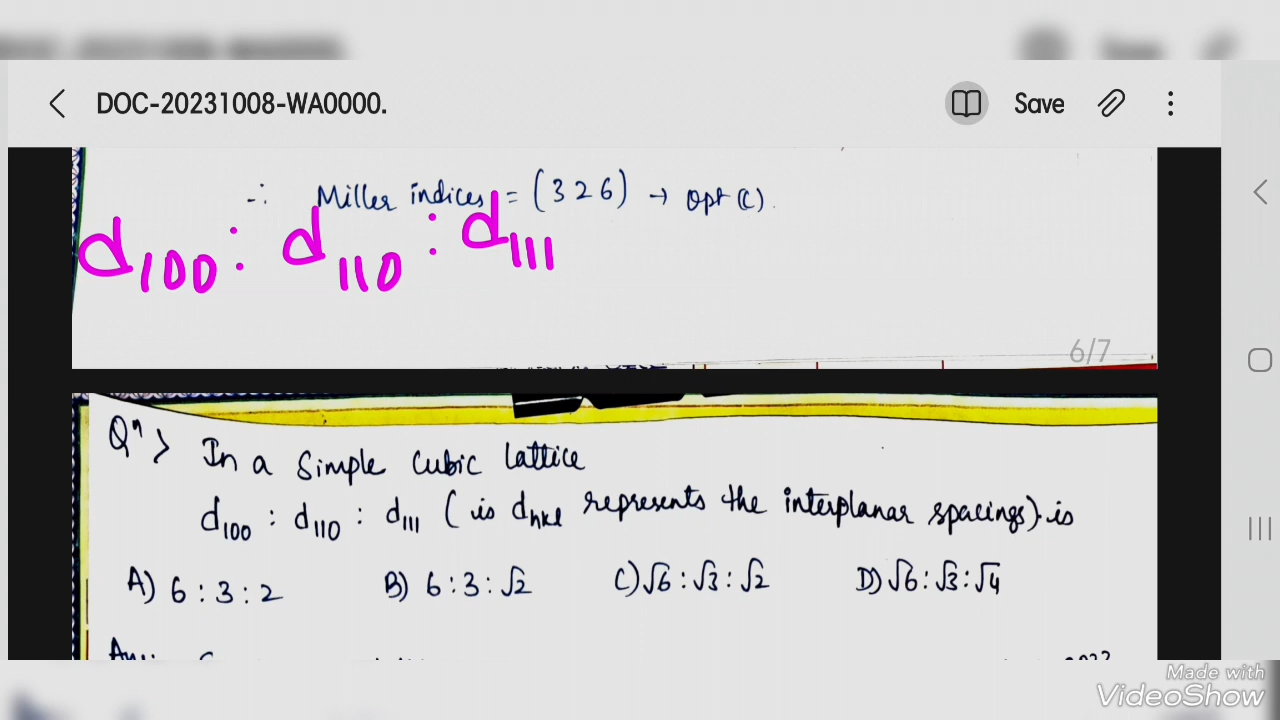 DOC-20231008-WA0000.
Save
∴ Miller indices = (3 2 6) → opt (C).
d₁₀₀ : d₁₁₀ : d₁₁₁
6/7
Qⁿ > In a simple cubic lattice
d₁₀₀ : d₁₁₀ : d₁₁₁ ( is dₕₖₗ represents the interplanar spacings) is
A) 6 : 3 : 2 B) 6 : 3 : √2 C) √6 : √3 : √2 D) √6 : √3 : √4
Made with
VideoShow